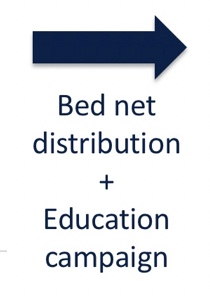 Bed net
distribution
+
Education
campaign